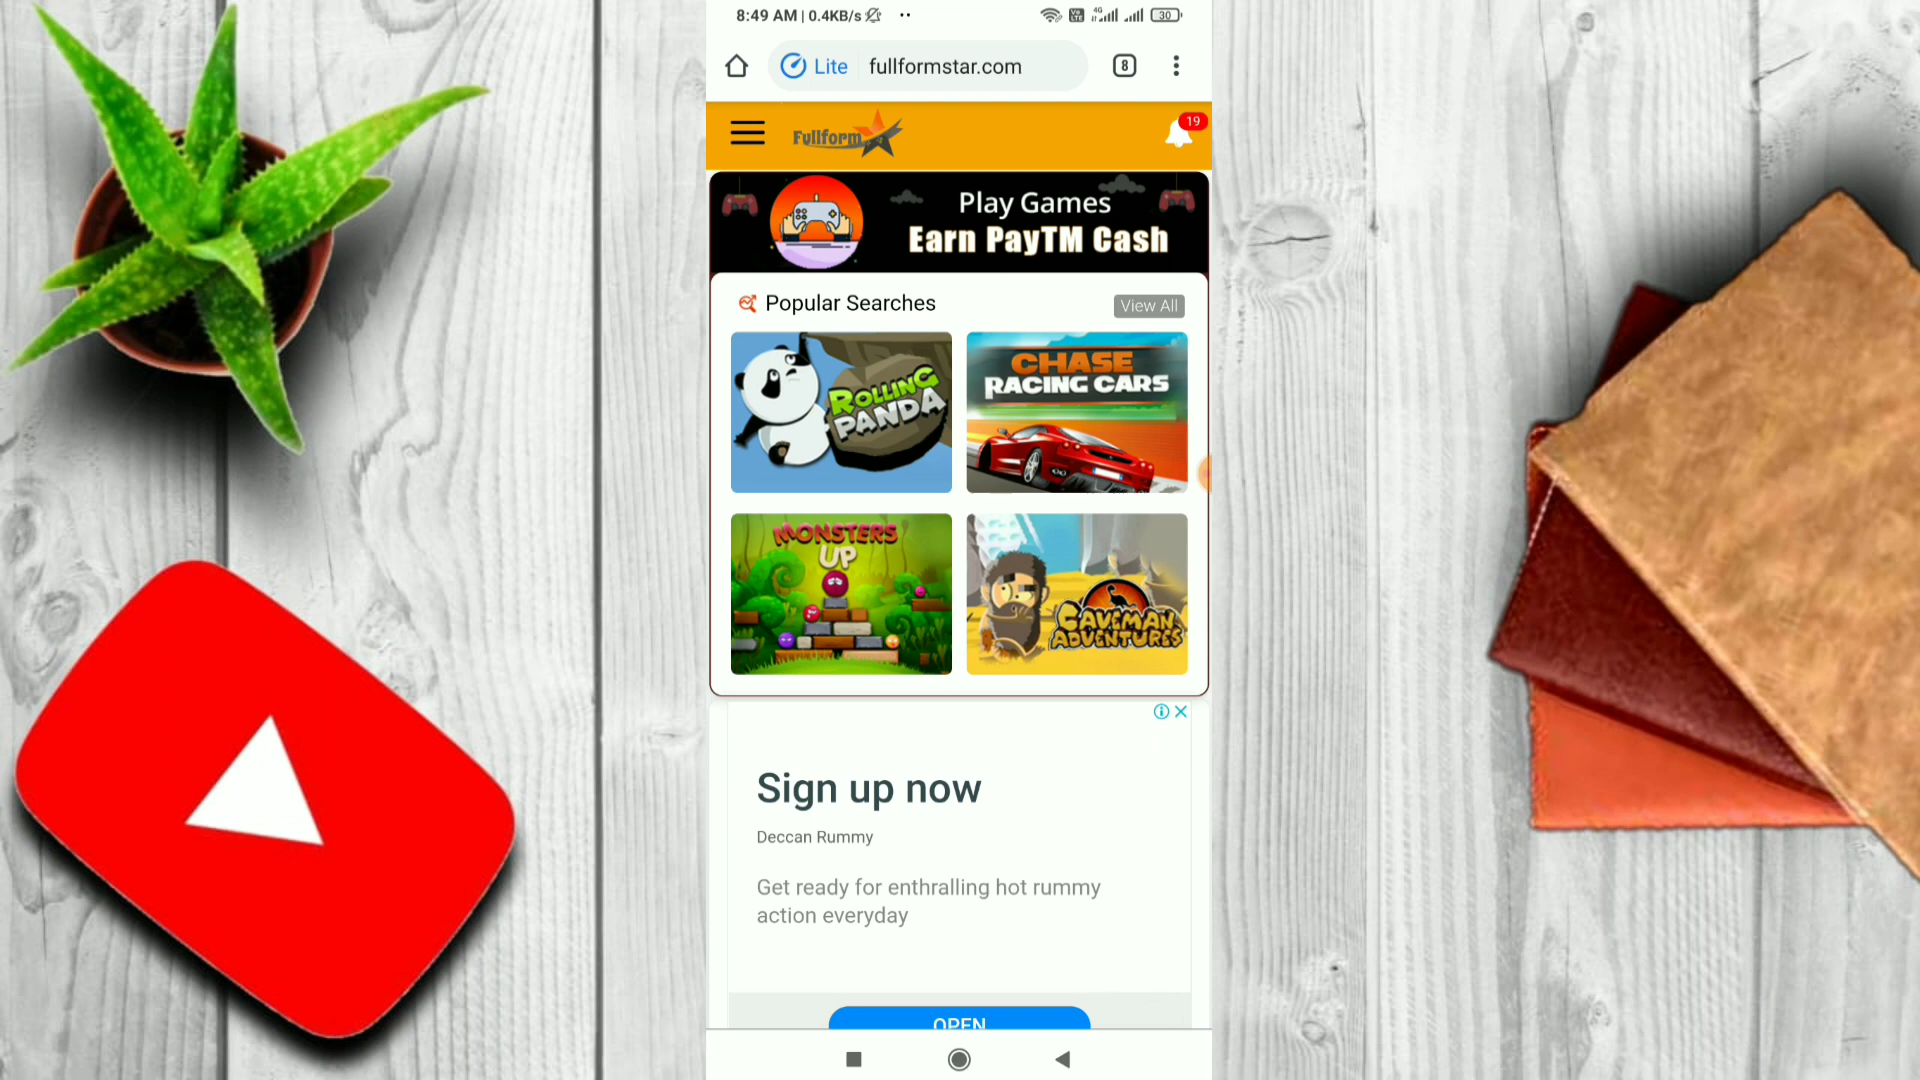 8:49 AM | 0.4KB/s
4G
30
Lite
fullformstar.com
8
Fullform
19
Play Games
Earn PayTM Cash
Popular Searches
View All
ROLLING
PANDA
CHASE
RACING CARS
MONSTERS
UP
CAVEMAN
ADVENTURES
Sign up now
Deccan Rummy
Get ready for enthralling hot rummy
action everyday
OPEN